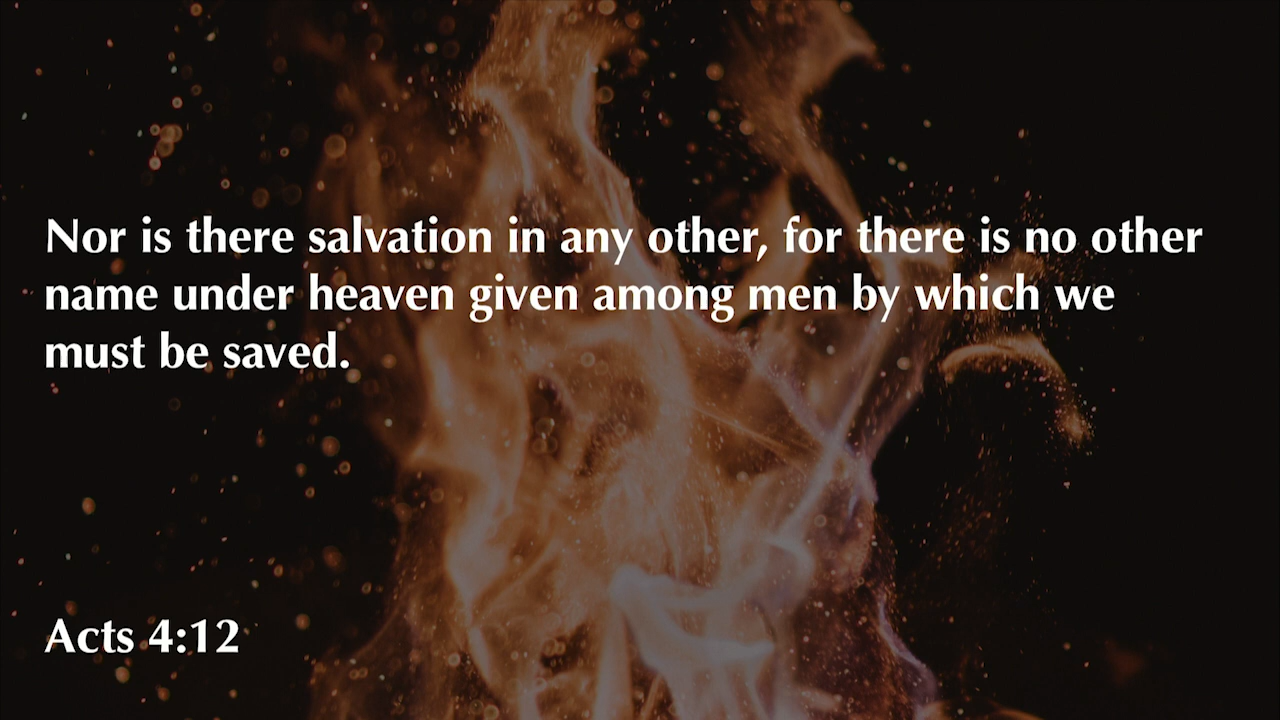 Nor is there salvation in any other, for there is no other
name under heaven given among men by which we
must be saved.
Acts 4:12